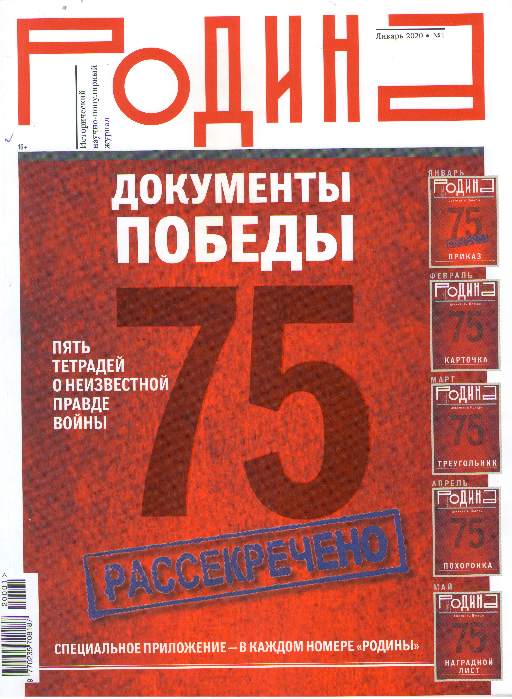 Родина
Январь 2020 • №1
Исторический
научно-популярный
журнал
16+
ДОКУМЕНТЫ
ПОБЕДЫ
75
ПЯТЬ
ТЕТРАДЕЙ
О НЕИЗВЕСТНОЙ
ПРАВДЕ
ВОЙНЫ
РАССЕКРЕЧЕНО
СПЕЦИАЛЬНОЕ ПРИЛОЖЕНИЕ – В КАЖДОМ НОМЕРЕ «РОДИНЫ»
ЯНВАРЬ
Родина
75
ПРИКАЗ
ФЕВРАЛЬ
Родина
75
КАРТОЧКА
МАРТ
Родина
75
ТРЕУГОЛЬНИК
АПРЕЛЬ
Родина
75
ПОХОРОНКА
МАЙ
Родина
75
НАГРАДНОЙ
ЛИСТ
20001>